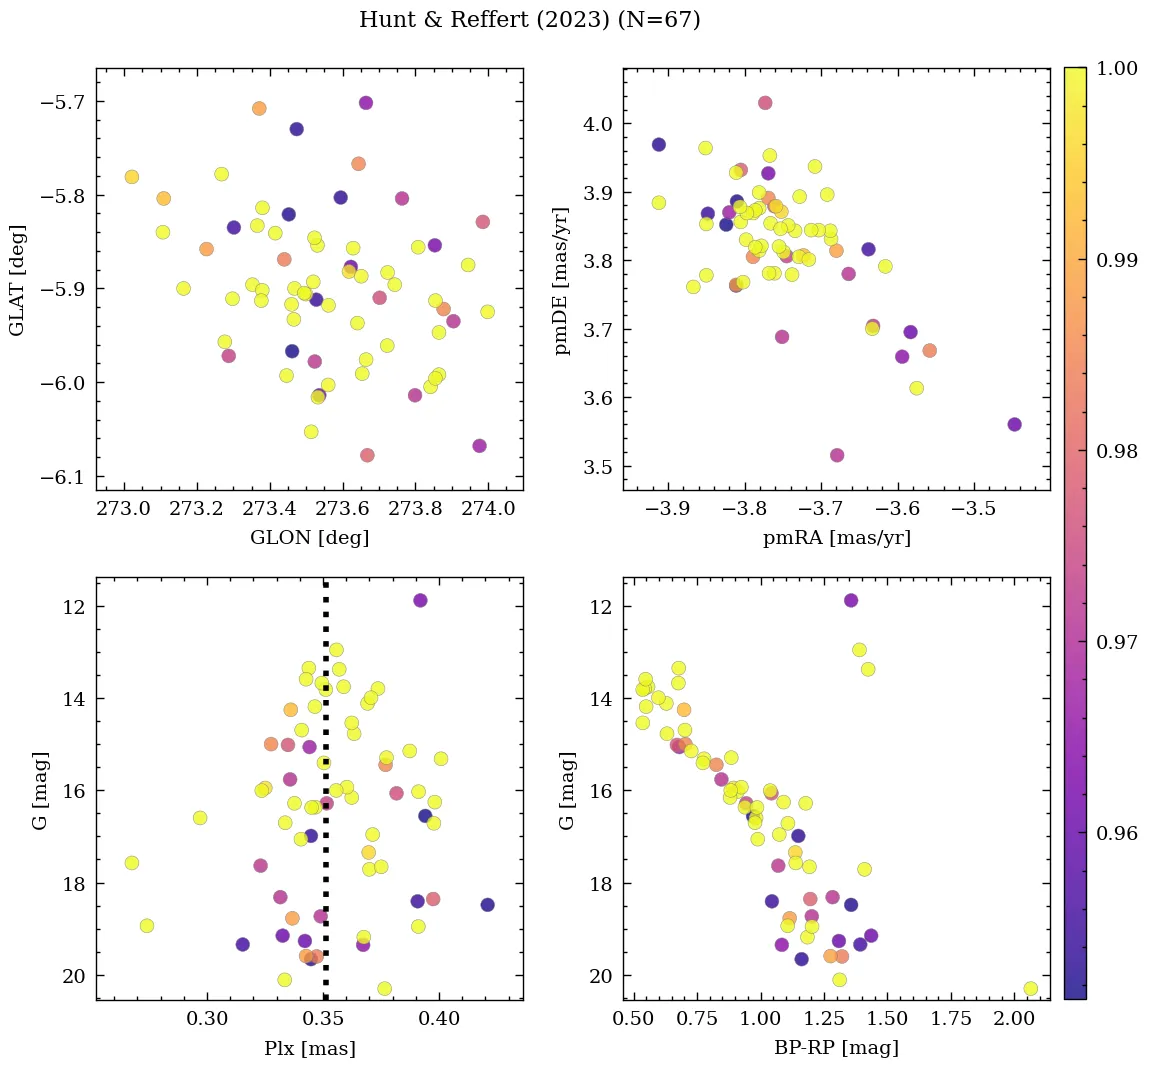 Hunt & Reffert (2023) (N=67)
−5.7
−5.8
−5.9
−6.0
−6.1
GLAT [deg]
273.0 273.2 273.4 273.6 273.8 274.0
GLON [deg]
4.0
3.9
3.8
3.7
3.6
3.5
pmDE [mas/yr]
−3.9 −3.8 −3.7 −3.6 −3.5
pmRA [mas/yr]
1.00
0.99
0.98
0.97
0.96
12
14
16
18
20
G [mag]
0.30 0.35 0.40
Plx [mas]
12
14
16
18
20
G [mag]
0.50 0.75 1.00 1.25 1.50 1.75 2.00
BP-RP [mag]